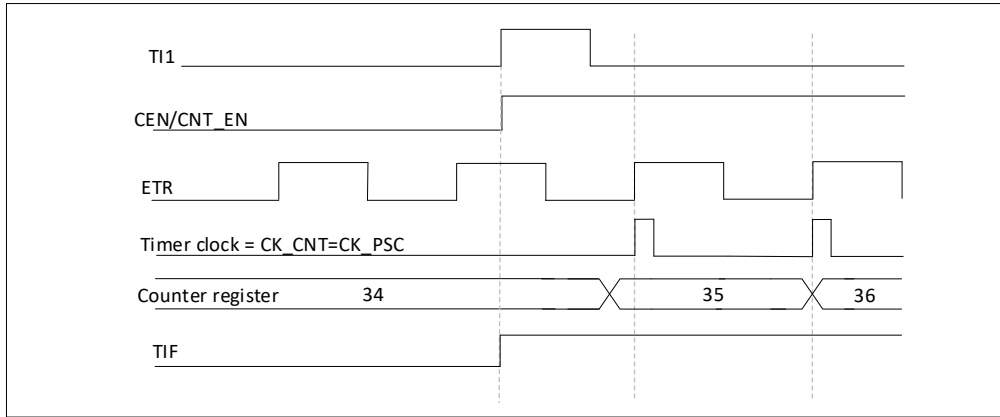 TI1
CEN/CNT_EN
ETR
Timer clock = CK_CNT=CK_PSC
Counter register 34 35 36
TIF